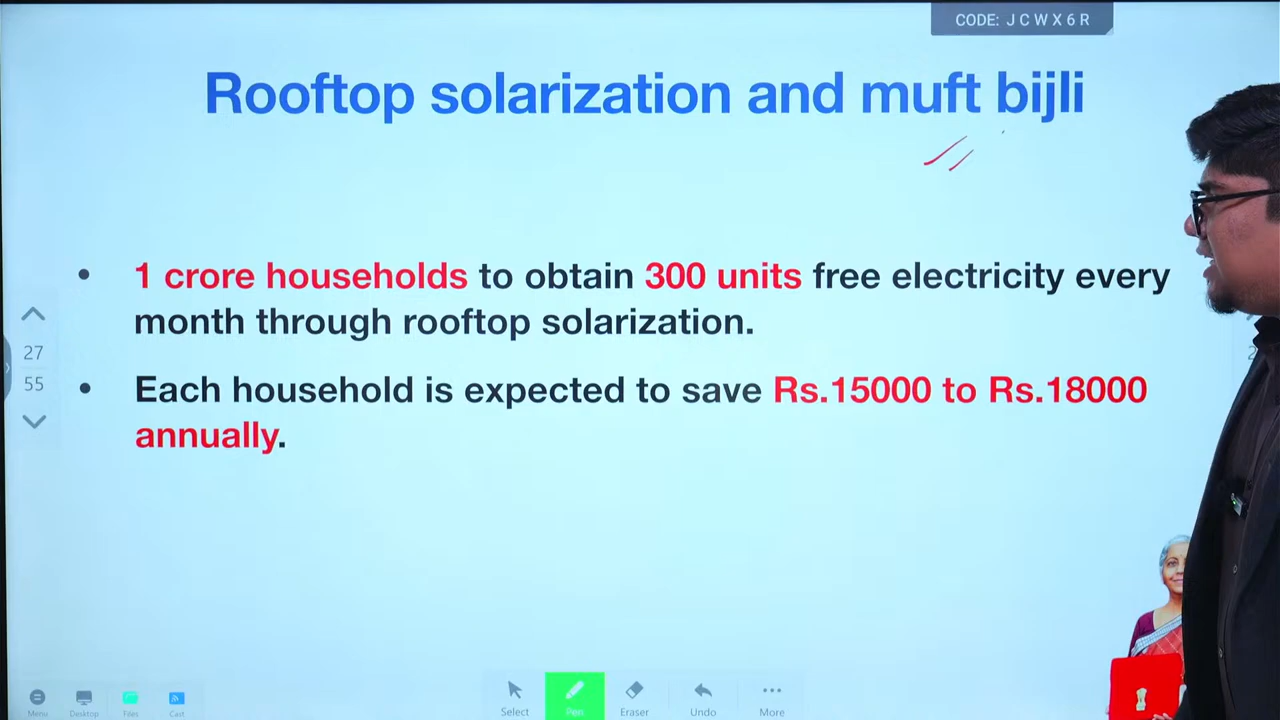 CODE: J C W X 6 R
Rooftop solarization and muft bijli
• 1 crore households to obtain 300 units free electricity every
month through rooftop solarization.
• Each household is expected to save Rs.15000 to Rs.18000
annually.
27
55
Menu Desktop Files Cast Select Pen Eraser Undo More